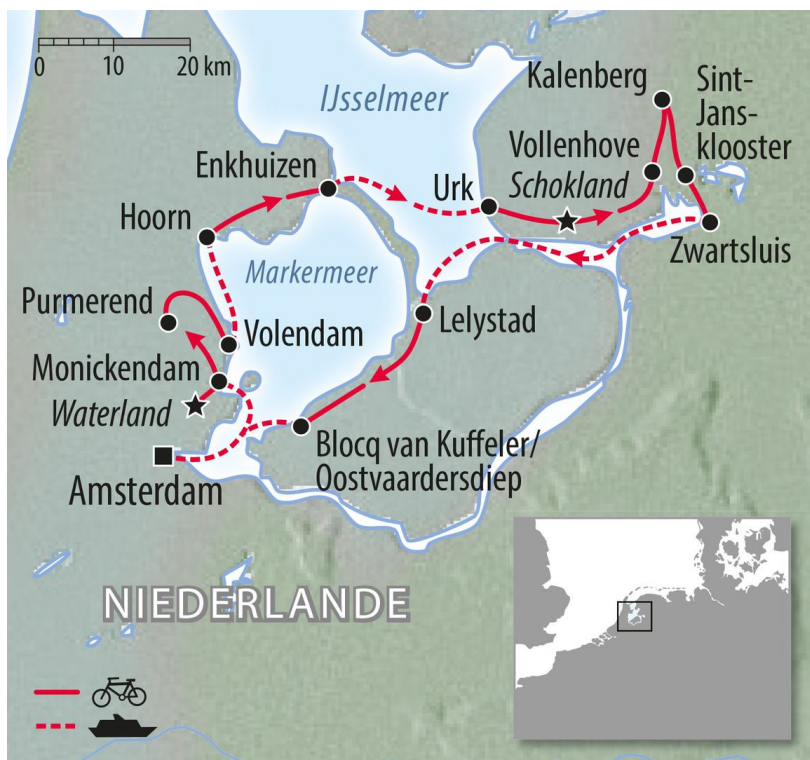 0 10 20 km
IJsselmeer
Kalenberg
Sint-
Jans-
klooster
Vollenhove
Schokland
Enkhuizen
Urk
Hoorn
Zwartsluis
Markermeer
Purmerend
Volendam
Lelystad
Monickendam
Waterland
Blocq van Kuffeler/
Oostvaardersdiep
Amsterdam
NIEDERLANDE